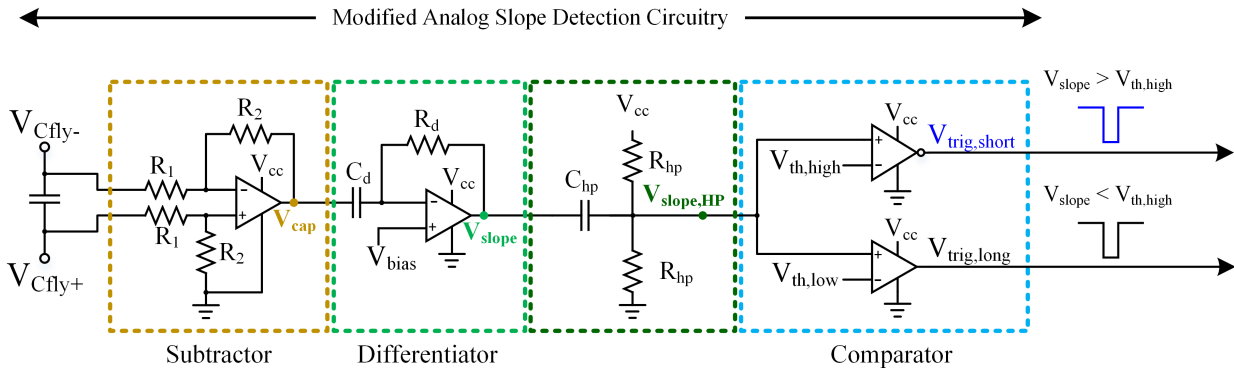 Modified Analog Slope Detection Circuitry
V_Cfly-
V_Cfly+
R_1
R_1
R_2
R_2
V_cc
V_cap
C_d
R_d
V_cc
V_bias
V_slope
C_hp
V_cc
R_hp
R_hp
V_slope,HP
V_cc
V_th,high
V_trig,short
V_cc
V_th,low
V_trig,long
V_slope > V_th,high
V_slope < V_th,high
Subtractor
Differentiator
Comparator